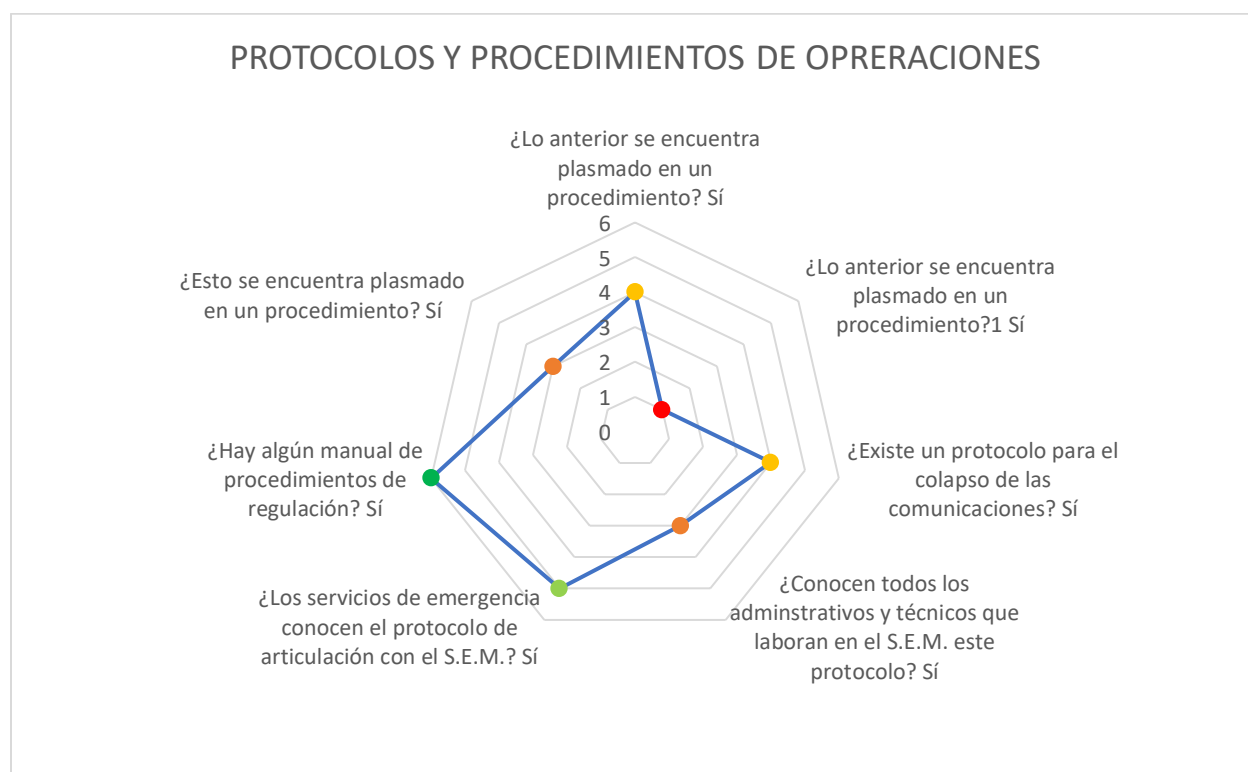 PROTOCOLOS Y PROCEDIMIENTOS DE OPRERACIONES
¿Lo anterior se encuentra
plasmado en un
procedimiento? Sí
¿Lo anterior se encuentra
plasmado en un
procedimiento?1 Sí
¿Existe un protocolo para el
colapso de las
comunicaciones? Sí
¿Conocen todos los
adminstrativos y técnicos que
laboran en el S.E.M. este
protocolo? Sí
¿Los servicios de emergencia
conocen el protocolo de
articulación con el S.E.M.? Sí
¿Hay algún manual de
procedimientos de
regulación? Sí
¿Esto se encuentra plasmado
en un procedimiento? Sí
6
5
4
3
2
1
0